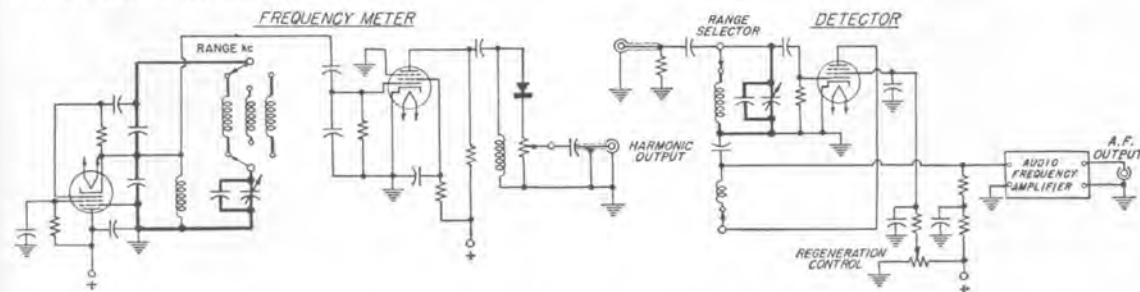 FREQUENCY METER
RANGE kc
HARMONIC
OUTPUT
RANGE
SELECTOR
DETECTOR
A.F.
OUTPUT
AUDIO
FREQUENCY
AMPLIFIER
REGENERATION
CONTROL
+
+
+